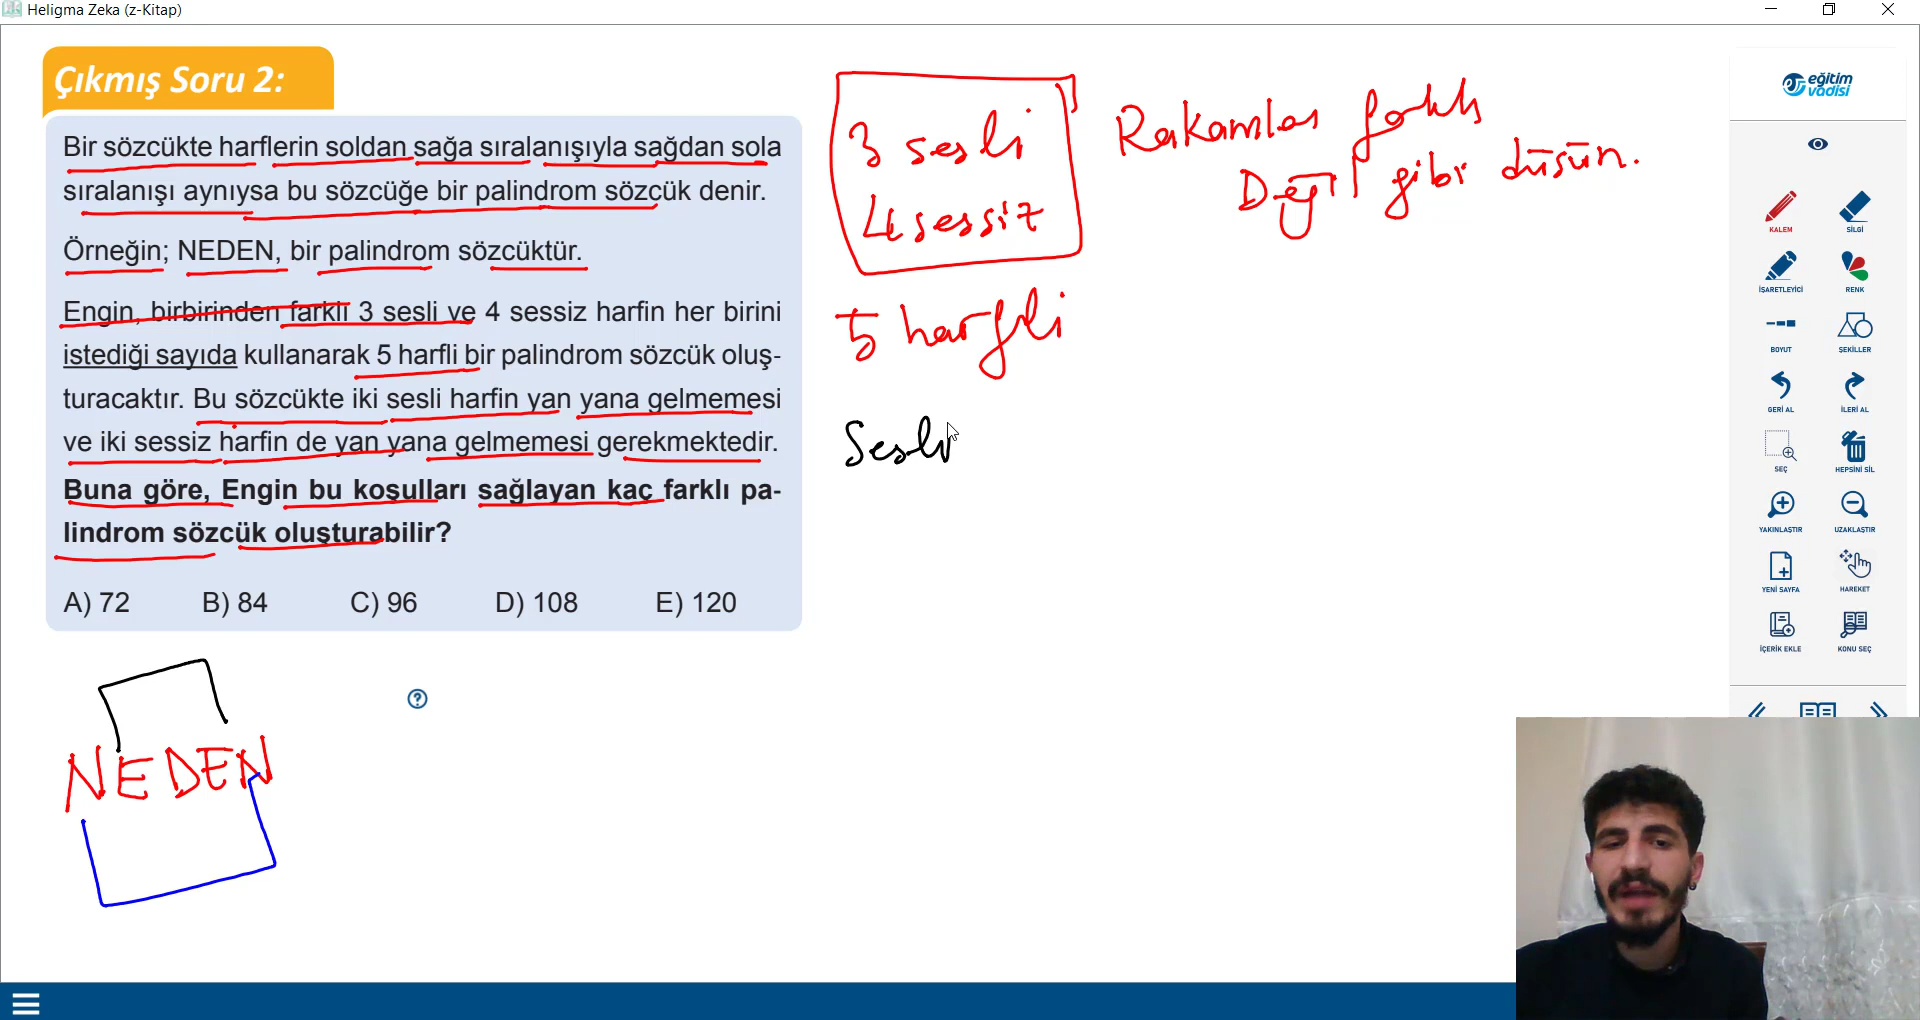 Heligma Zeka (z-Kitap)
Çıkmış Soru 2:
Bir sözcükte harflerin soldan sağa sıralanışıyla sağdan sola
sıralanışı aynıysa bu sözcüğe bir palindrom sözcük denir.
Örneğin; NEDEN, bir palindrom sözcüktür.
Engin, birbirinden farklı 3 sesli ve 4 sessiz harfin her birini
istediği sayıda kullanarak 5 harfli bir palindrom sözcük oluş-
turacaktır. Bu sözcükte iki sesli harfin yan yana gelmemesi
ve iki sessiz harfin de yan yana gelmemesi gerekmektedir.
Buna göre, Engin bu koşulları sağlayan kaç farklı pa-
lindrom sözcük oluşturabilir?
A) 72 B) 84 C) 96 D) 108 E) 120
NEDEN
3 sesli
4 sessiz
5 harfli
Sesli
Rakamlar farklı
Değil gibi düşün.
eğitim
vadisi
KALEM SİLGİ
İŞARETLEYİCİ RENK
BOYUT ŞEKİLLER
GERİ AL İLERİ AL
SEÇ HEPSİNİ SİL
YAKINLAŞTIR UZAKLAŞTIR
YENİ SAYFA HAREKET
İÇERİK EKLE KONU SEÇ